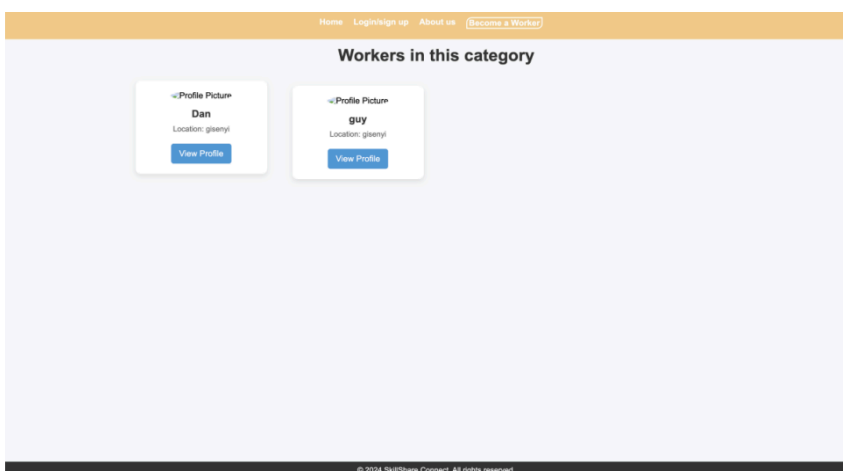 Home Login/sign up About us Become a Worker
Workers in this category
Profile Picture
Dan
Location: gisenyi
View Profile
Profile Picture
guy
Location: gisenyi
View Profile
© 2024 SkillShare Connect. All rights reserved.